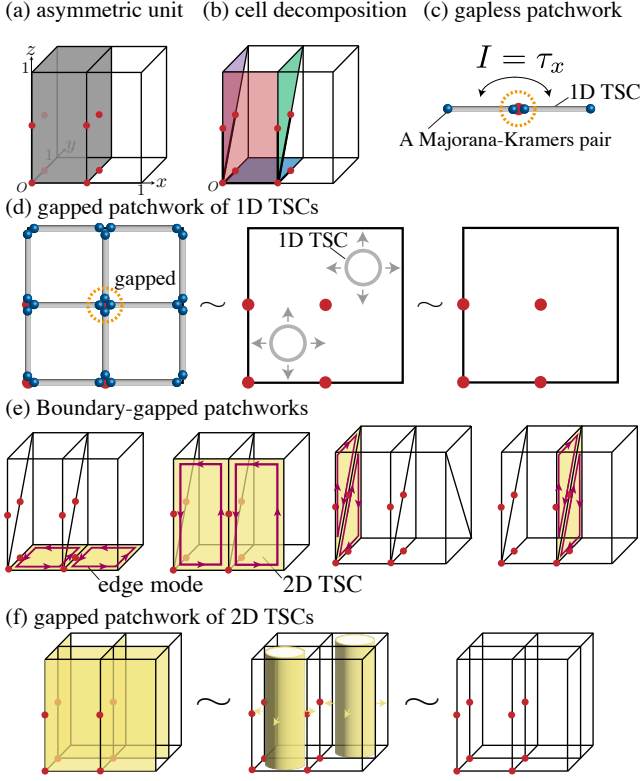 (a) asymmetric unit
(b) cell decomposition
(c) gapless patchwork
z
1
1
y
O
1
x
O
I = τₓ
1D TSC
A Majorana-Kramers pair
(d) gapped patchwork of 1D TSCs
gapped
∼
1D TSC
∼
(e) Boundary-gapped patchworks
edge mode
2D TSC
(f) gapped patchwork of 2D TSCs
∼
∼